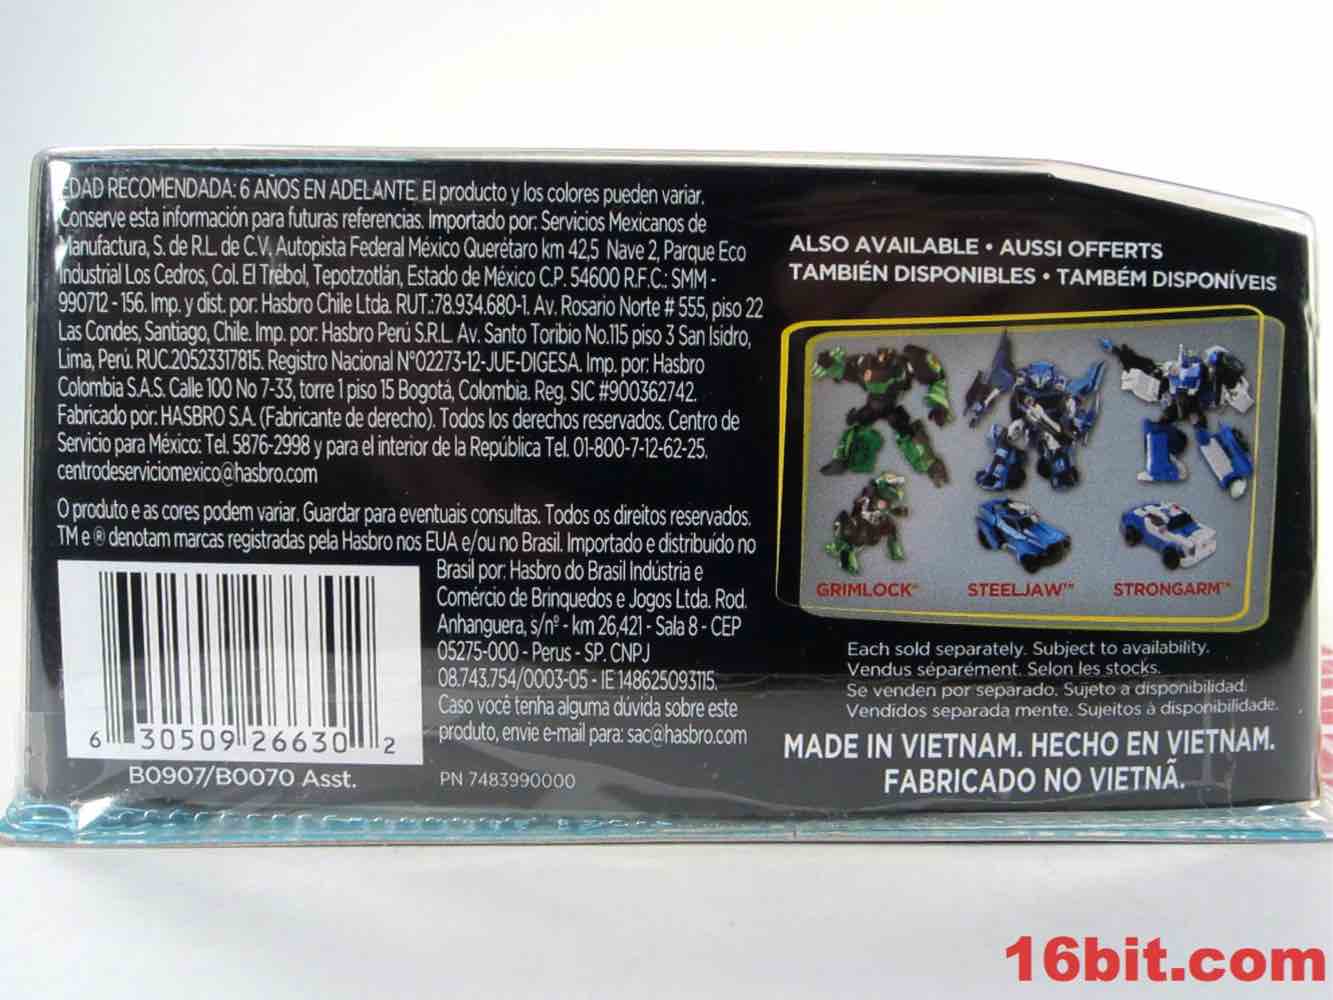 EDAD RECOMENDADA: 6 AÑOS EN ADELANTE. El producto y los colores pueden variar.
Conserve esta información para futuras referencias. Importado por: Servicios Mexicanos de
Manufactura, S. de R.L. de C.V. Autopista Federal México Querétaro km 42,5 Nave 2, Parque Eco
Industrial Los Cedros, Col. El Trébol, Tepotzotlán, Estado de México C.P. 54600 R.F.C.: SMM -
990712 - 156. Imp. y dist. por: Hasbro Chile Ltda. RUT.:78.934.680-1. Av. Rosario Norte # 555, piso 22
Las Condes, Santiago, Chile. Imp. por: Hasbro Perú S.R.L. Av. Santo Toribio No.115 piso 3 San Isidro,
Lima, Perú. RUC.20523317815. Registro Nacional N°02273-12-JUE-DIGESA. Imp. por: Hasbro
Colombia S.A.S. Calle 100 No 7-33, torre 1 piso 15 Bogotá, Colombia. Reg. SIC #900362742.
Fabricado por: HASBRO S.A. (Fabricante de derecho). Todos los derechos reservados. Centro de
Servicio para México: Tel. 5876-2998 y para el interior de la República Tel. 01-800-7-12-62-25.
centrodeserviciomexico@hasbro.com
O produto e as cores podem variar. Guardar para eventuais consultas. Todos os direitos reservados.
TM e ® denotam marcas registradas pela Hasbro nos EUA e/ou no Brasil. Importado e distribuído no
Brasil por: Hasbro do Brasil Indústria e
Comércio de Brinquedos e Jogos Ltda. Rod.
Anhanguera, s/nº - km 26,421 - Sala 8 - CEP
05275-000 - Perus - SP. CNPJ
08.743.754/0003-05 - IE 148625093115.
Caso você tenha alguma dúvida sobre este
produto, envie e-mail para: sac@hasbro.com
6 30509 26630 2
B0907/B0070 Asst.
PN 7483990000
ALSO AVAILABLE • AUSSI OFFERTS
TAMBIÉN DISPONIBLES • TAMBÉM DISPONÍVEIS
GRIMLOCK® STEELJAW™ STRONGARM™
Each sold separately. Subject to availability.
Vendus séparément. Selon les stocks.
Se venden por separado. Sujeto a disponibilidad.
Vendidos separada mente. Sujeitos à disponibilidade.
MADE IN VIETNAM. HECHO EN VIETNAM.
FABRICADO NO VIETNÃ.
16bit.com